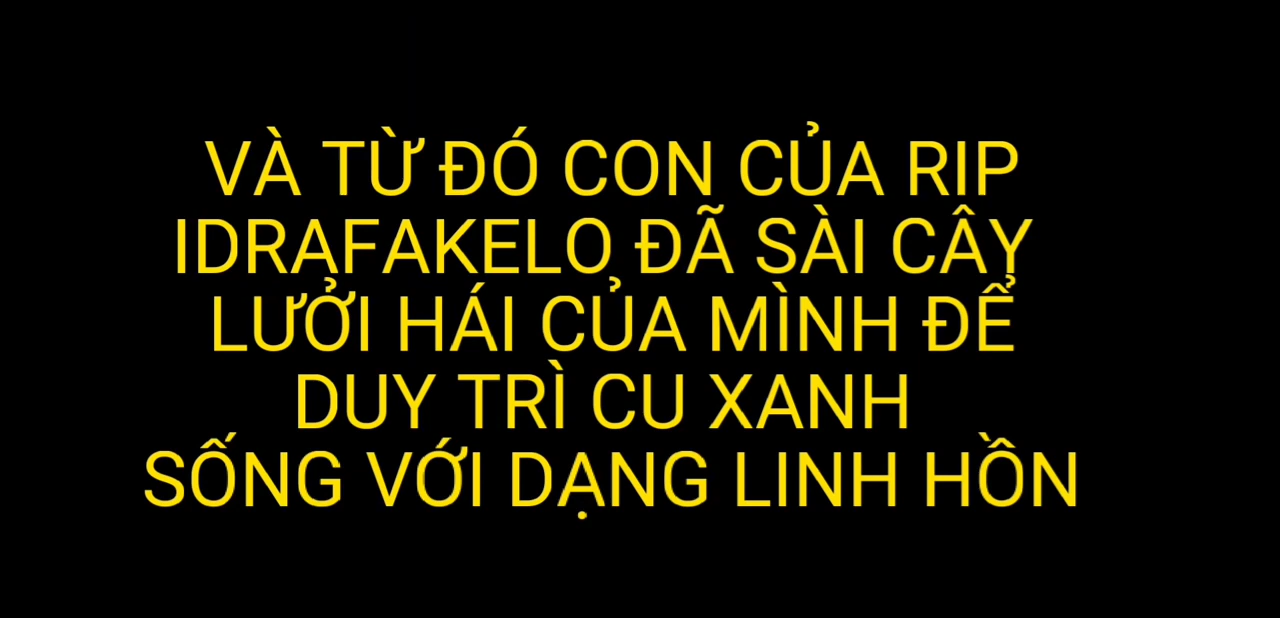 VÀ TỪ ĐÓ CON CỦA RIP
IDRAFAKELO ĐÃ SÀI CÂY
LƯỞI HÁI CỦA MÌNH ĐỂ
DUY TRÌ CU XANH
SỐNG VỚI DẠNG LINH HỒN